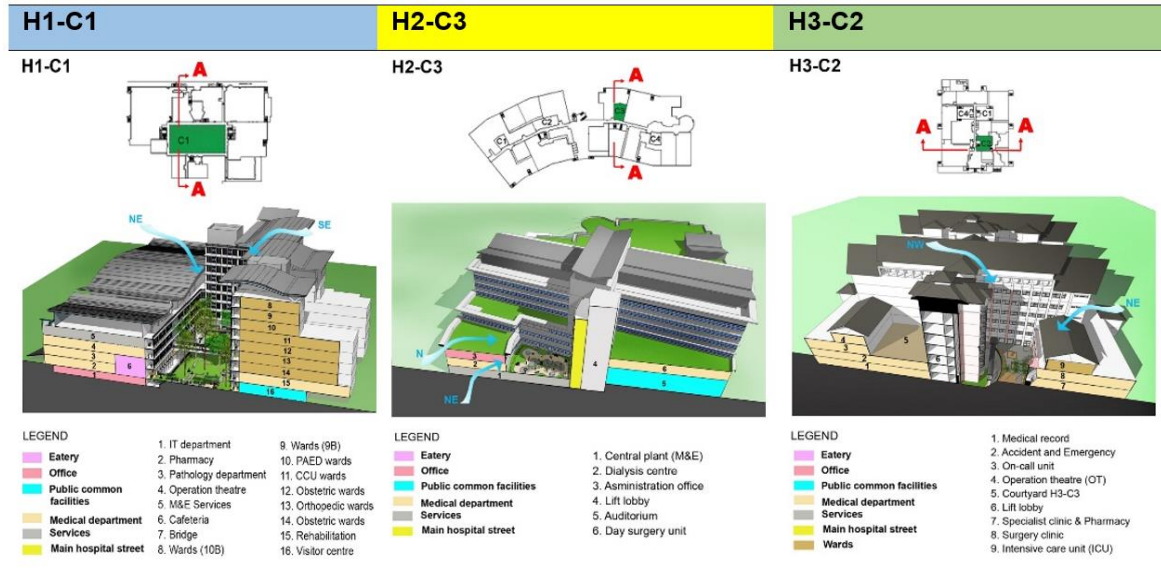 H1-C1
H2-C3
H3-C2
H1-C1
A
C1
A
NE
SE
8
9
10
11
12
13
14
15
16
5
4
3
2
1
6
LEGEND
Eatery
Office
Public common
facilities
Medical department
Services
Main hospital street
1. IT department
2. Pharmacy
3. Pathology department
4. Operation theatre
5. M&E Services
6. Cafeteria
7. Bridge
8. Wards (10B)
9. Wards (9B)
10. PAED wards
11. CCU wards
12. Obstetric wards
13. Orthopedic wards
14. Obstetric wards
15. Rehabilitation
16. Visitor centre
H2-C3
A
C3
C2
C4
A
N
NE
3
2
1
4
6
5
LEGEND
Eatery
Office
Public common facilities
Medical department
Services
Main hospital street
1. Central plant (M&E)
2. Dialysis centre
3. Asministration office
4. Lift lobby
5. Auditorium
6. Day surgery unit
H3-C2
C4
C1
A
A
NW
NE
4
3
2
1
5
6
9
8
7
LEGEND
Eatery
Office
Public common facilities
Medical department
Services
Main hospital street
Wards
1. Medical record
2. Accident and Emergency
3. On-call unit
4. Operation theatre (OT)
5. Courtyard H3-C3
6. Lift lobby
7. Specialist clinic & Pharmacy
8. Surgery clinic
9. Intensive care unit (ICU)